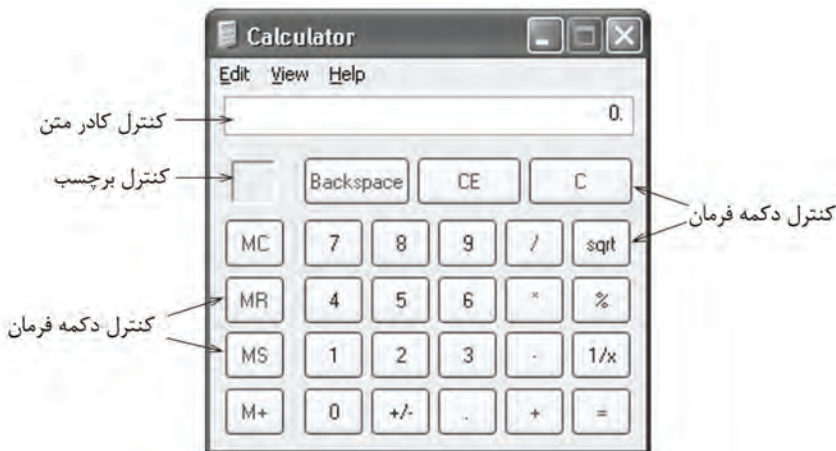 Calculator
Edit View Help
کنترل کادر متن
0.
کنترل برچسب
Backspace CE C
کنترل دکمه فرمان
MC 7 8 9 / sqrt
MR 4 5 6 * %
کنترل دکمه فرمان
MS 1 2 3 - 1/x
M+ 0 +/- . + =